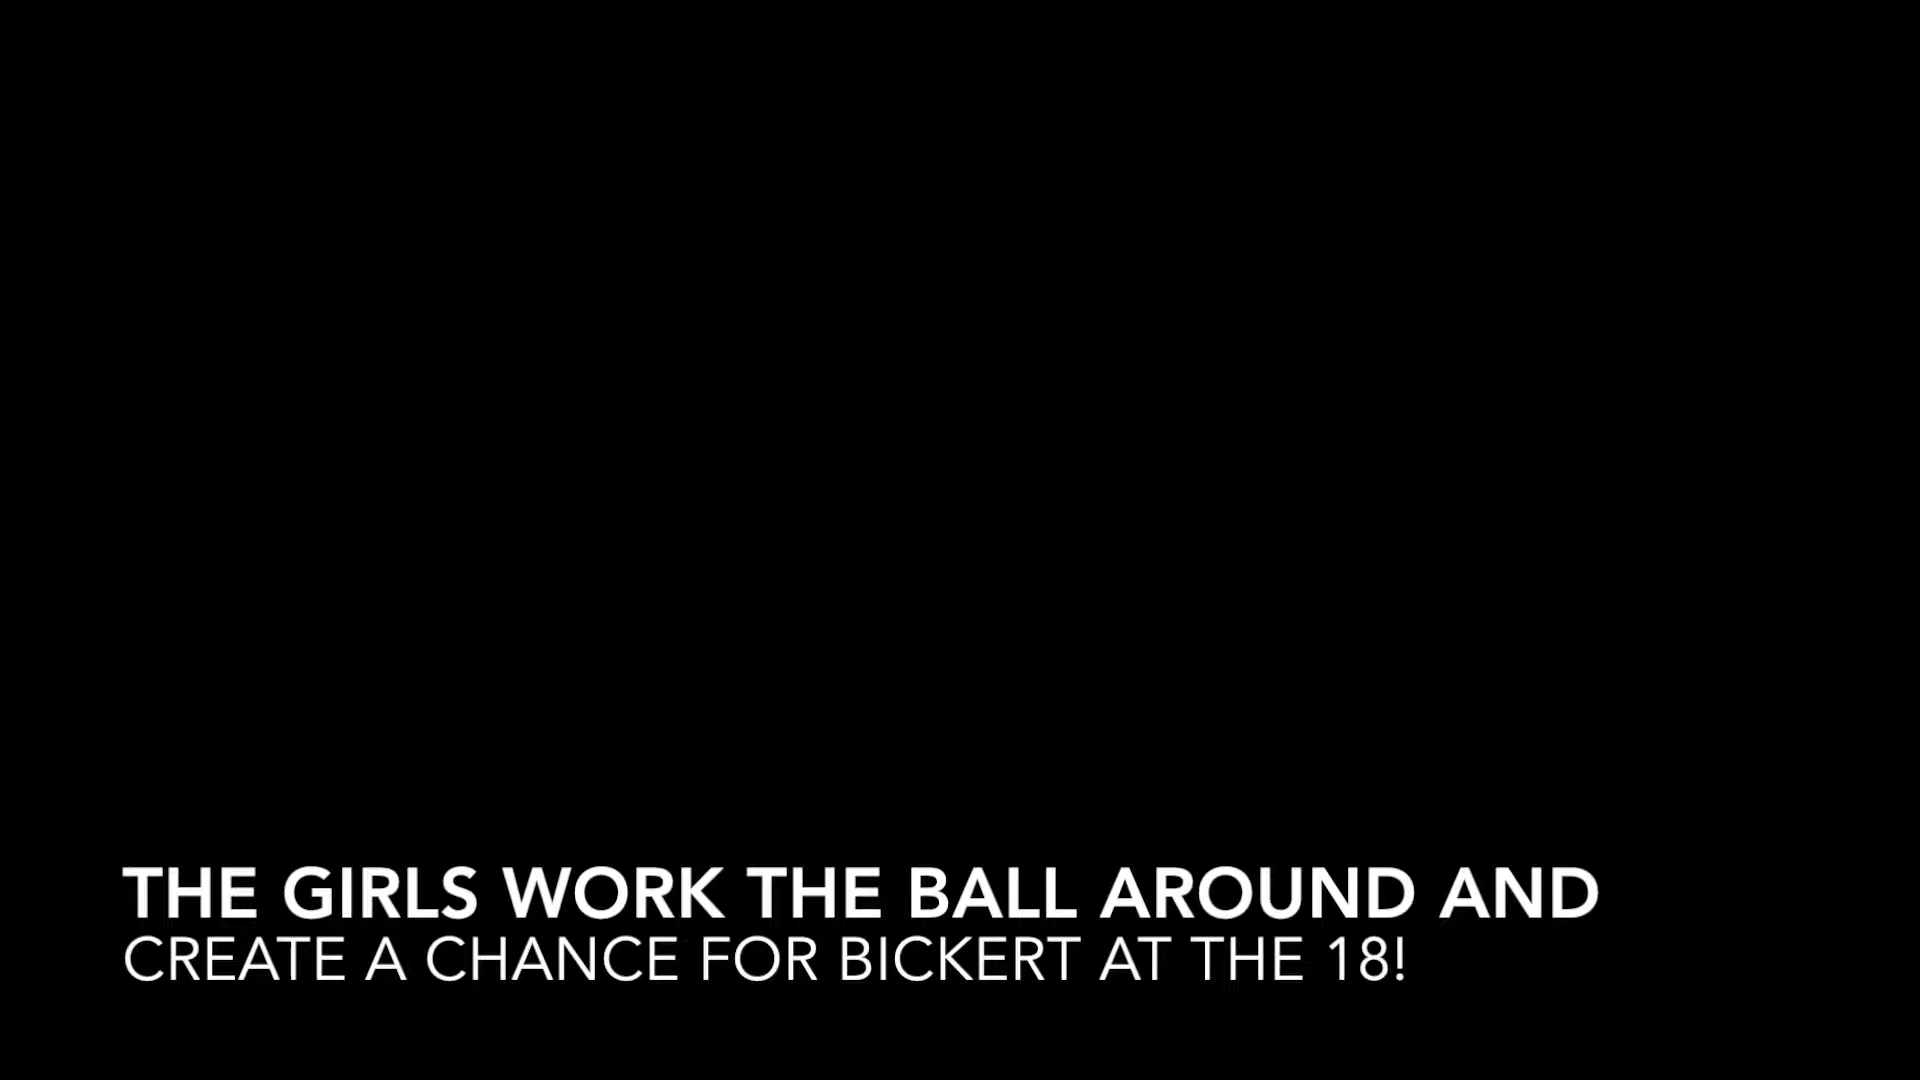 THE GIRLS WORK THE BALL AROUND AND
CREATE A CHANCE FOR BICKERT AT THE 18!